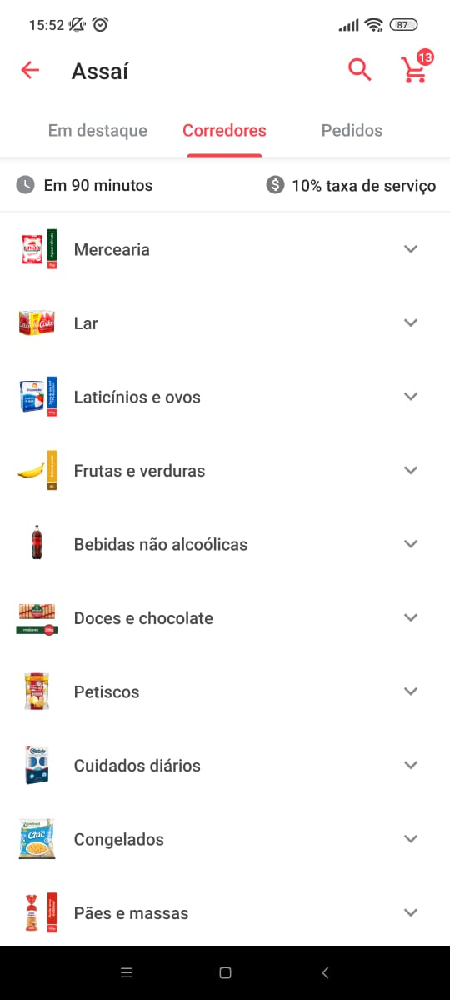 15:52
87
Assaí
13
Em destaque
Corredores
Pedidos
Em 90 minutos
10% taxa de serviço
Mercearia
Lar
Laticínios e ovos
Frutas e verduras
Bebidas não alcoólicas
Doces e chocolate
Petiscos
Cuidados diários
Chic
Congelados
Pães e massas